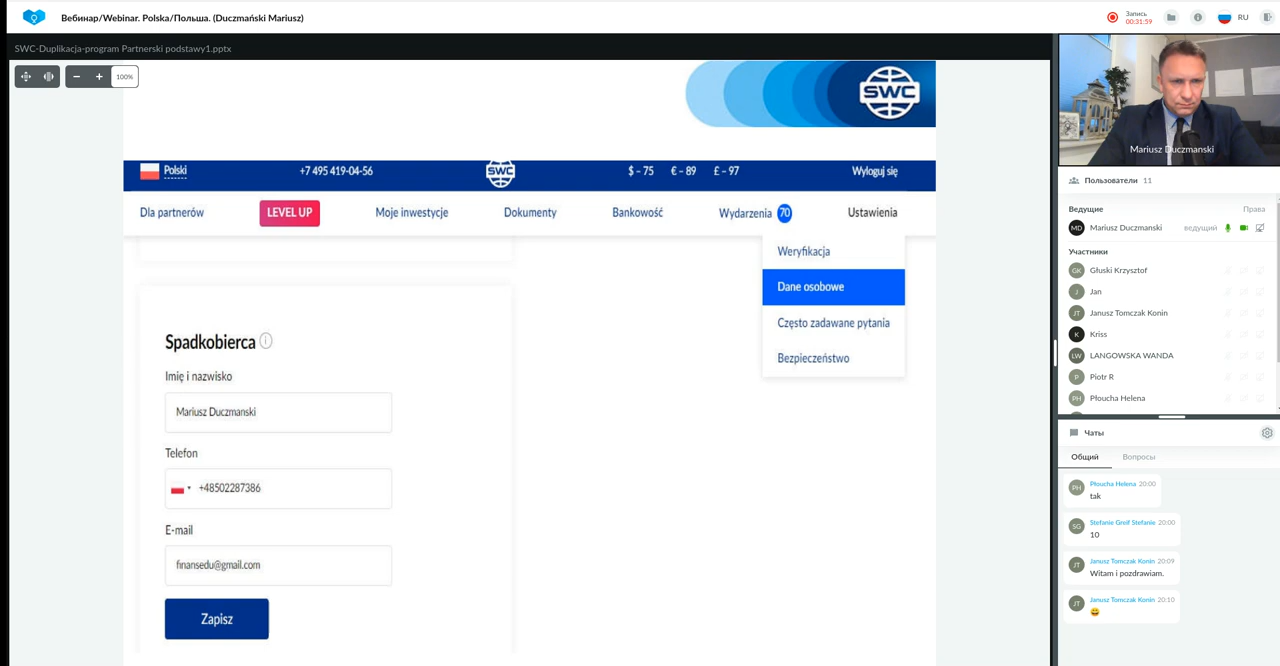 Вебинар/Webinar. Polska/Польша. (Duczmański Mariusz)
Запись
00:31:59
RU
SWC-Duplikacja-program Partnerski podstawy1.pptx
100%
SWC
Polski
+7 495 419-04-56
SWC
$ – 75
€ – 89
£ – 97
Wyloguj się
Dla partnerów
LEVEL UP
Moje inwestycje
Dokumenty
Bankowość
Wydarzenia 70
Ustawienia
Weryfikacja
Dane osobowe
Często zadawane pytania
Bezpieczeństwo
Spadkobierca
Imię i nazwisko
Mariusz Duczmanski
Telefon
+48502287386
E-mail
finansedu@gmail.com
Zapisz
Mariusz Duczmanski
Пользователи 11
Ведущие
Права
MD Mariusz Duczmanski ведущий
Участники
GK Głuski Krzysztof
J Jan
JT Janusz Tomczak Konin
K Kriss
LW LANGOWSKA WANDA
P Piotr R
PH Płoucha Helena
Чаты
Общий
Вопросы
PH Płoucha Helena 20:00
tak
SG Stefanie Greif Stefanie 20:00
10
JT Janusz Tomczak Konin 20:09
Witam i pozdrawiam.
JT Janusz Tomczak Konin 20:10
😄